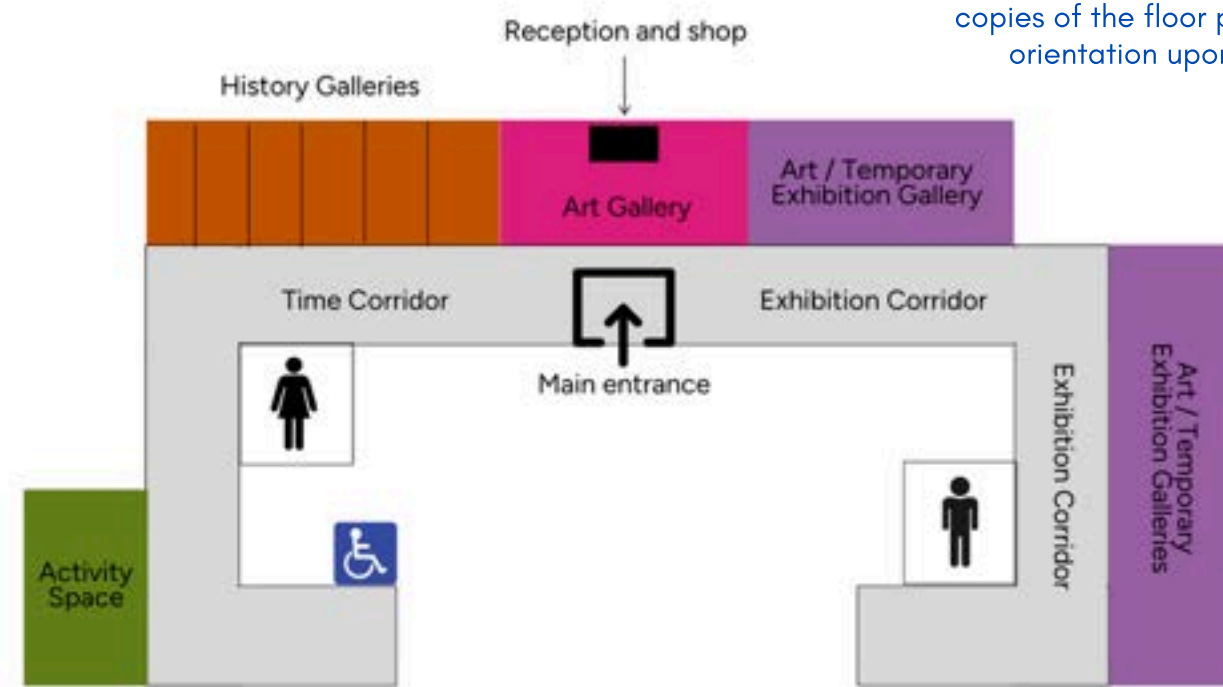 copies of the floor p
orientation upor
Reception and shop
History Galleries
Art Gallery
Art / Temporary
Exhibition Gallery
Time Corridor
Exhibition Corridor
Main entrance
Exhibition Corridor
Art / Temporary
Exhibition Galleries
Activity
Space